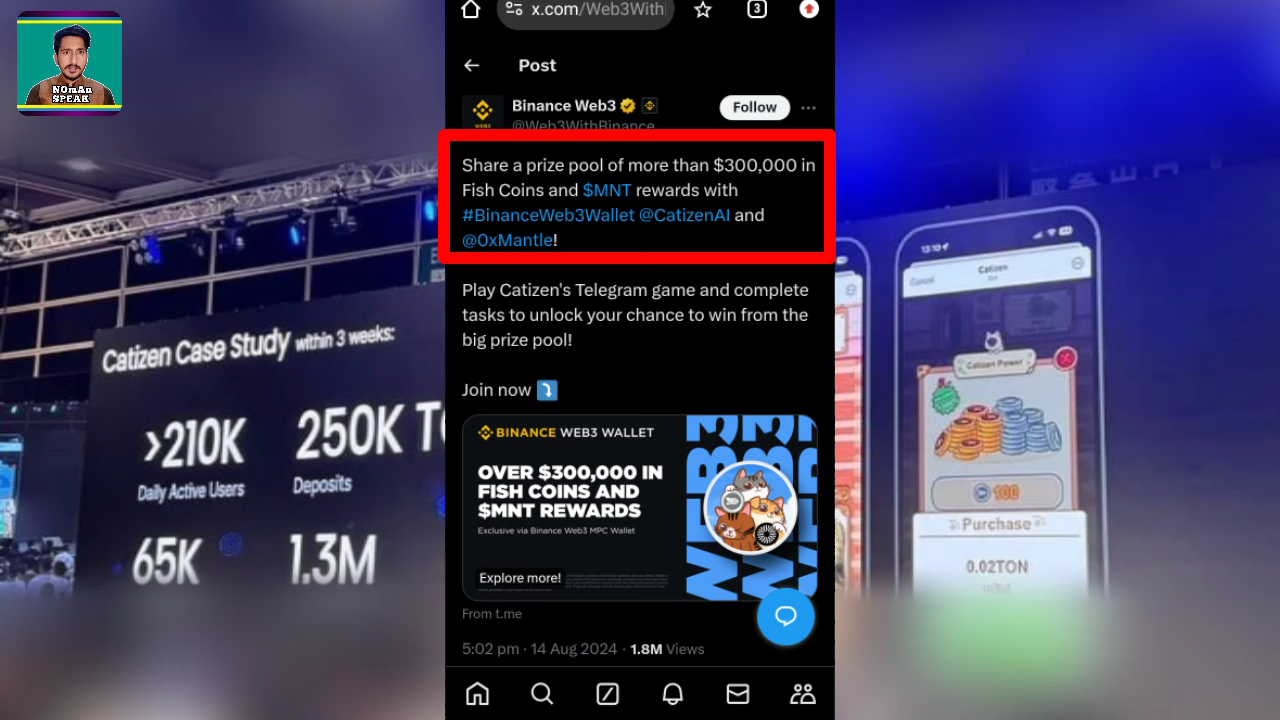 NOmAn
SPEAK
x.com/Web3With
3
Post
Binance Web3
Follow
@Web3WithBinance
Share a prize pool of more than $300,000 in
Fish Coins and $MNT rewards with
#BinanceWeb3Wallet @CatizenAI and
@0xMantle!
Play Catizen's Telegram game and complete
tasks to unlock your chance to win from the
big prize pool!
Join now
BINANCE WEB3 WALLET
OVER $300,000 IN
FISH COINS AND
$MNT REWARDS
Exclusive via Binance Web3 MPC Wallet
Explore more!
WEB3
WEB3
From t.me
5:02 pm · 14 Aug 2024 · 1.8M Views
Catizen Case Study within 3 weeks:
>210K
Daily Active Users
250K T
Deposits
65K
1.3M
13:10
Cancel
Catizen
Catizen Power
100
Purchase
0.02TON